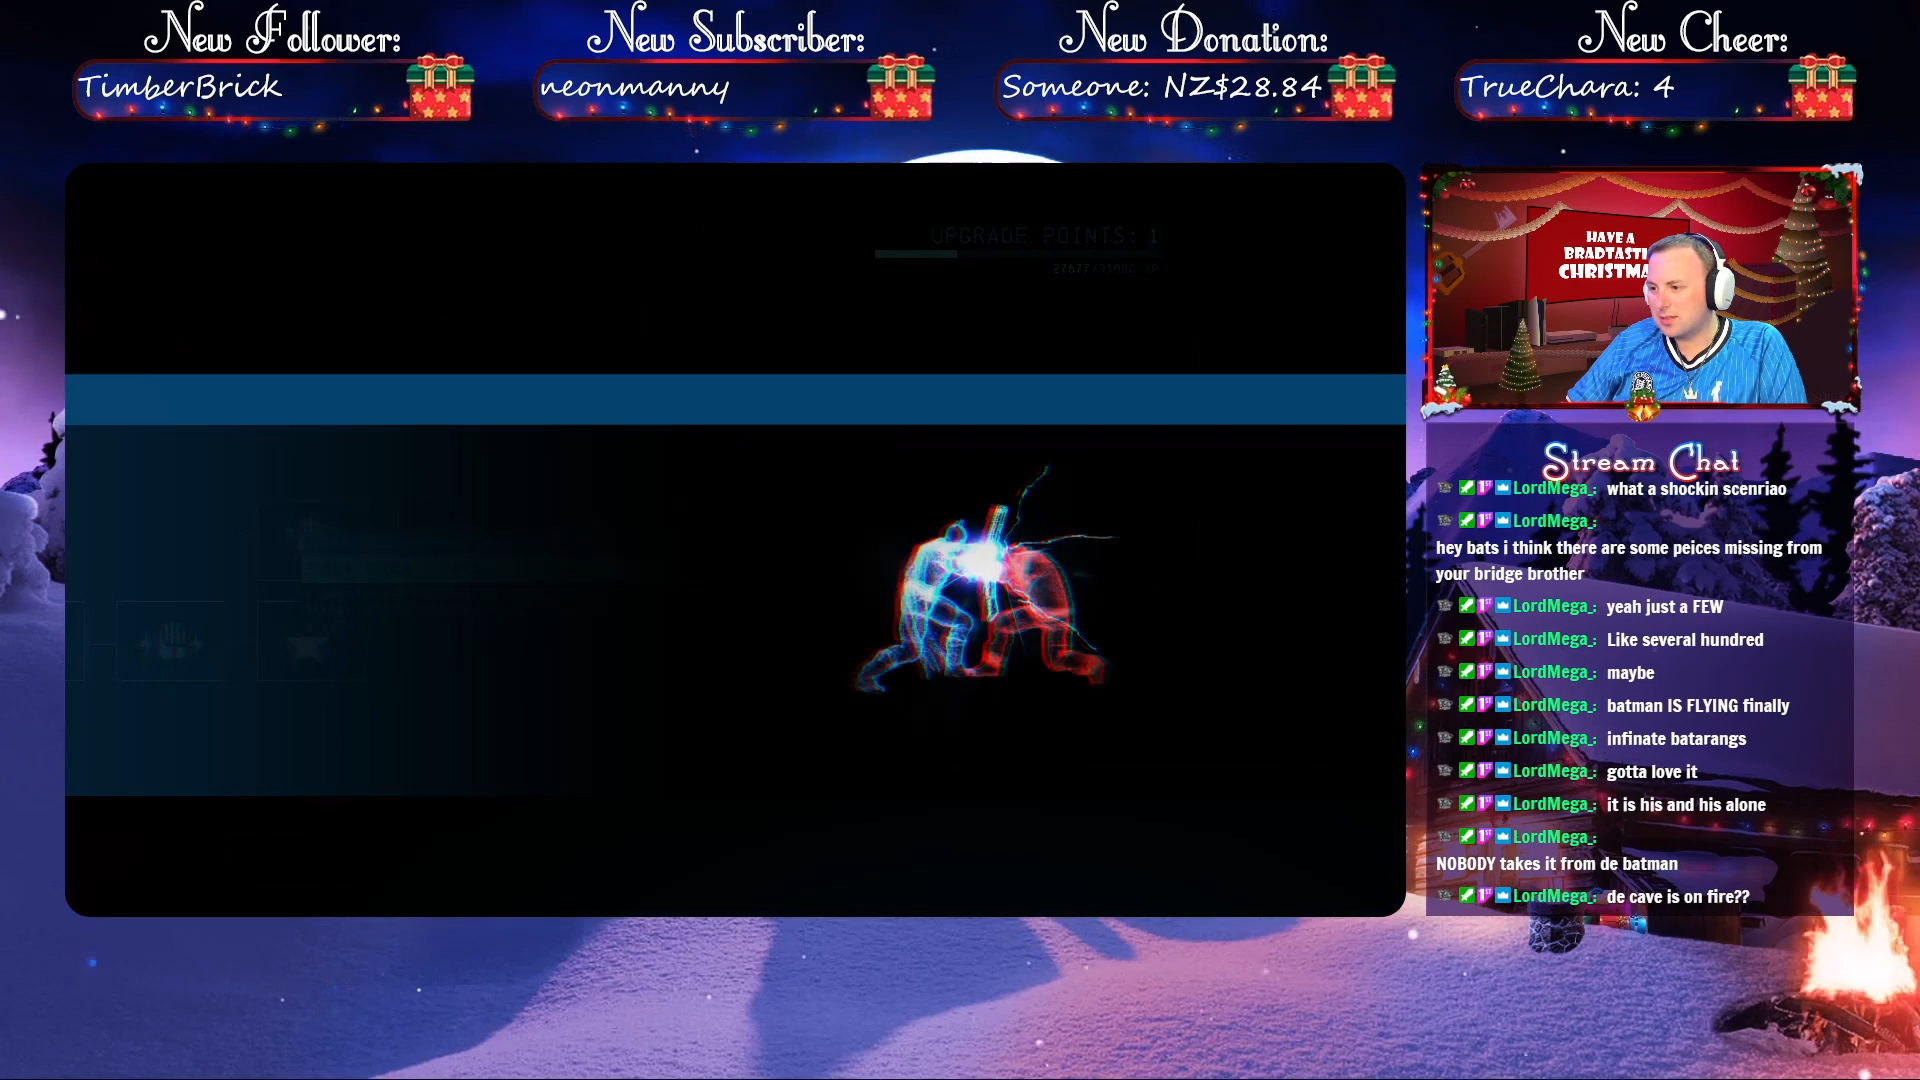 New Follower:
New Subscriber:
New Donation:
New Cheer:
TimberBrick
neonmanny
Someone: NZ$28.84
TrueChara: 4
UPGRADE POINTS: 1
HAVE A
BRADTASTI
CHRISTMA
Stream Chat
LordMega_: what a shockin scenriao
LordMega_:
hey bats i think there are some peices missing from
your bridge brother
LordMega_: yeah just a FEW
LordMega_: Like several hundred
LordMega_: maybe
LordMega_: batman IS FLYING finally
LordMega_: infinate batarangs
LordMega_: gotta love it
LordMega_: it is his and his alone
LordMega_:
NOBODY takes it from de batman
LordMega_: de cave is on fire??